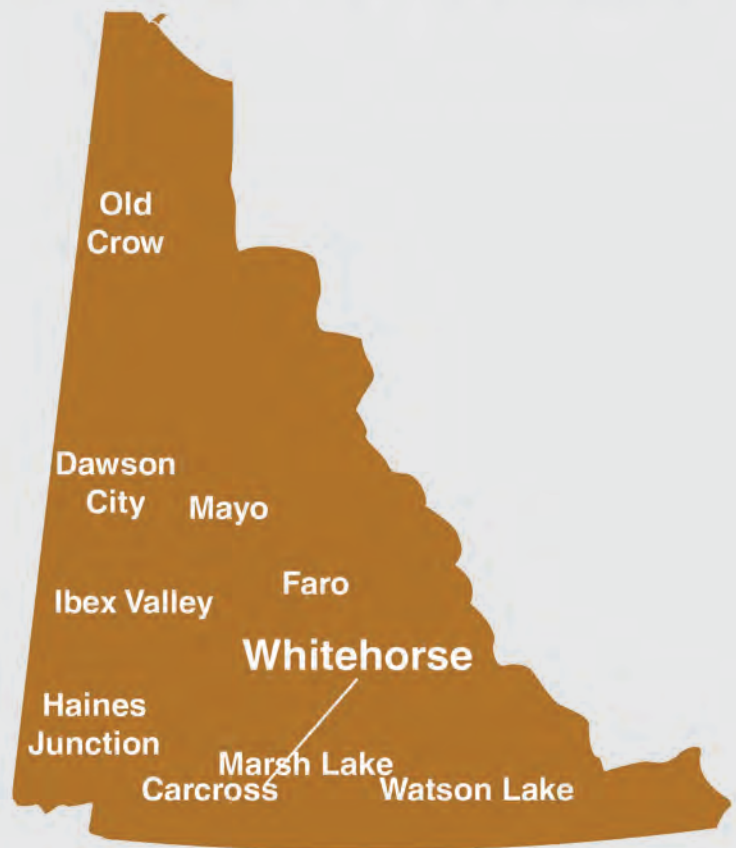 Old
Crow
Dawson
City
Mayo
Faro
Ibex Valley
Whitehorse
Haines
Junction
Marsh Lake
Carcross
Watson Lake